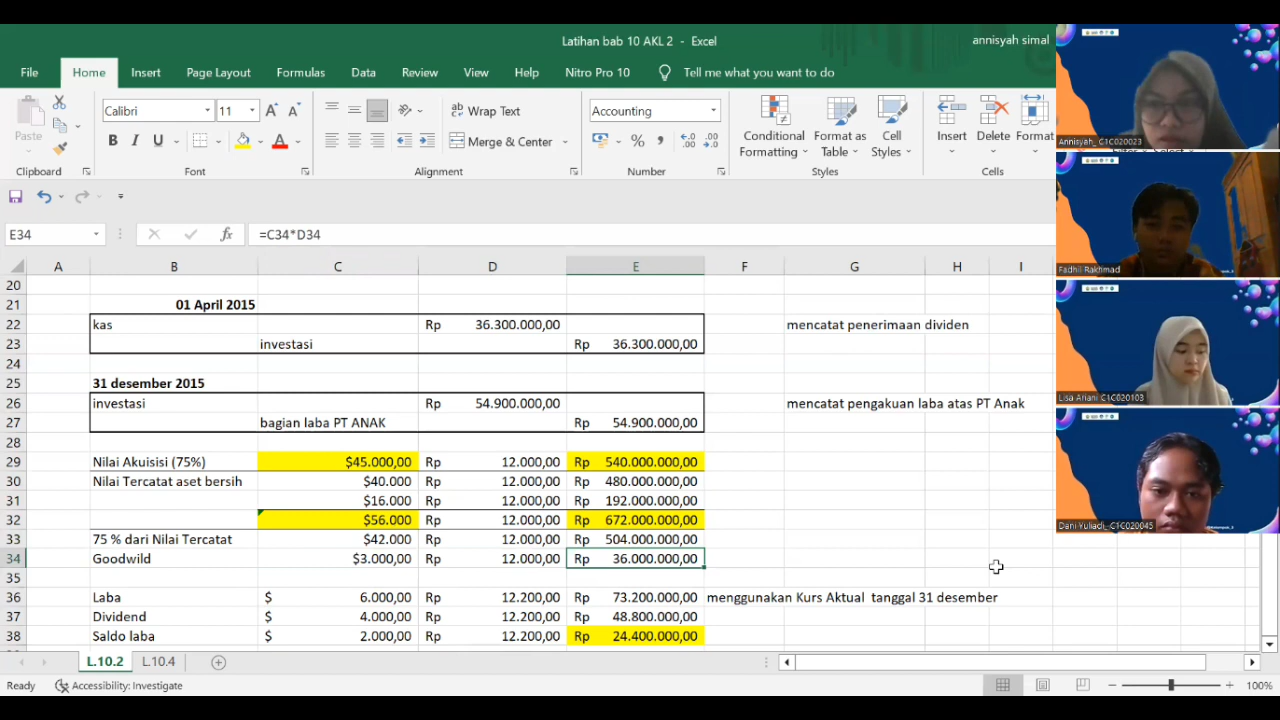 Latihan bab 10 AKL 2 - Excel
annisyah simal
File Home Insert Page Layout Formulas Data Review View Help Nitro Pro 10 Tell me what you want to do
Paste
Calibri 11
Wrap Text
Accounting
B I U
Merge & Center
Conditional Formatting
Format as Table
Cell Styles
Insert Delete Format
Clipboard Font Alignment Number Styles Cells
E34 =C34*D34
A B C D E F G H I
20
21 01 April 2015
22 kas Rp 36.300.000,00 mencatat penerimaan dividen
23 investasi Rp 36.300.000,00
24
25 31 desember 2015
26 investasi Rp 54.900.000,00 mencatat pengakuan laba atas PT Anak
27 bagian laba PT ANAK Rp 54.900.000,00
28
29 Nilai Akuisisi (75%) $45.000,00 Rp 12.000,00 Rp 540.000.000,00
30 Nilai Tercatat aset bersih $40.000 Rp 12.000,00 Rp 480.000.000,00
31 $16.000 Rp 12.000,00 Rp 192.000.000,00
32 $56.000 Rp 12.000,00 Rp 672.000.000,00
33 75 % dari Nilai Tercatat $42.000 Rp 12.000,00 Rp 504.000.000,00
34 Goodwild $3.000,00 Rp 12.000,00 Rp 36.000.000,00
35
36 Laba $ 6.000,00 Rp 12.200,00 Rp 73.200.000,00 menggunakan Kurs Aktual tanggal 31 desember
37 Dividend $ 4.000,00 Rp 12.200,00 Rp 48.800.000,00
38 Saldo laba $ 2.000,00 Rp 12.200,00 Rp 24.400.000,00
L.10.2 L.10.4
Ready Accessibility: Investigate 100%
Annisyah_ C1C020023
Fadhil Rakhmad
Lisa Ariani C1C020103
Dani Yuliadi_ C1C020045